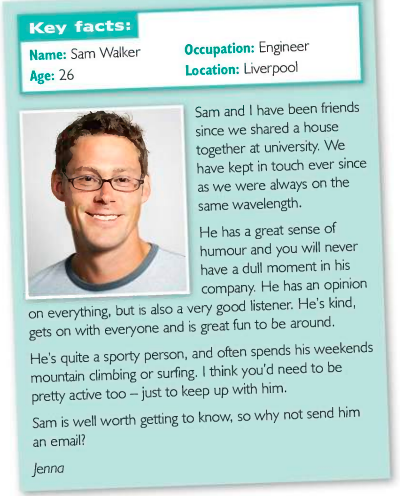 Key facts:
Name: Sam Walker
Occupation: Engineer
Age: 26
Location: Liverpool
Sam and I have been friends
since we shared a house
together at university. We
have kept in touch ever since
as we were always on the
same wavelength.
He has a great sense of
humour and you will never
have a dull moment in his
company. He has an opinion
on everything, but is also a very good listener. He's kind,
gets on with everyone and is great fun to be around.
He's quite a sporty person, and often spends his weekends
mountain climbing or surfing. I think you'd need to be
pretty active too – just to keep up with him.
Sam is well worth getting to know, so why not send him
an email?
Jenna